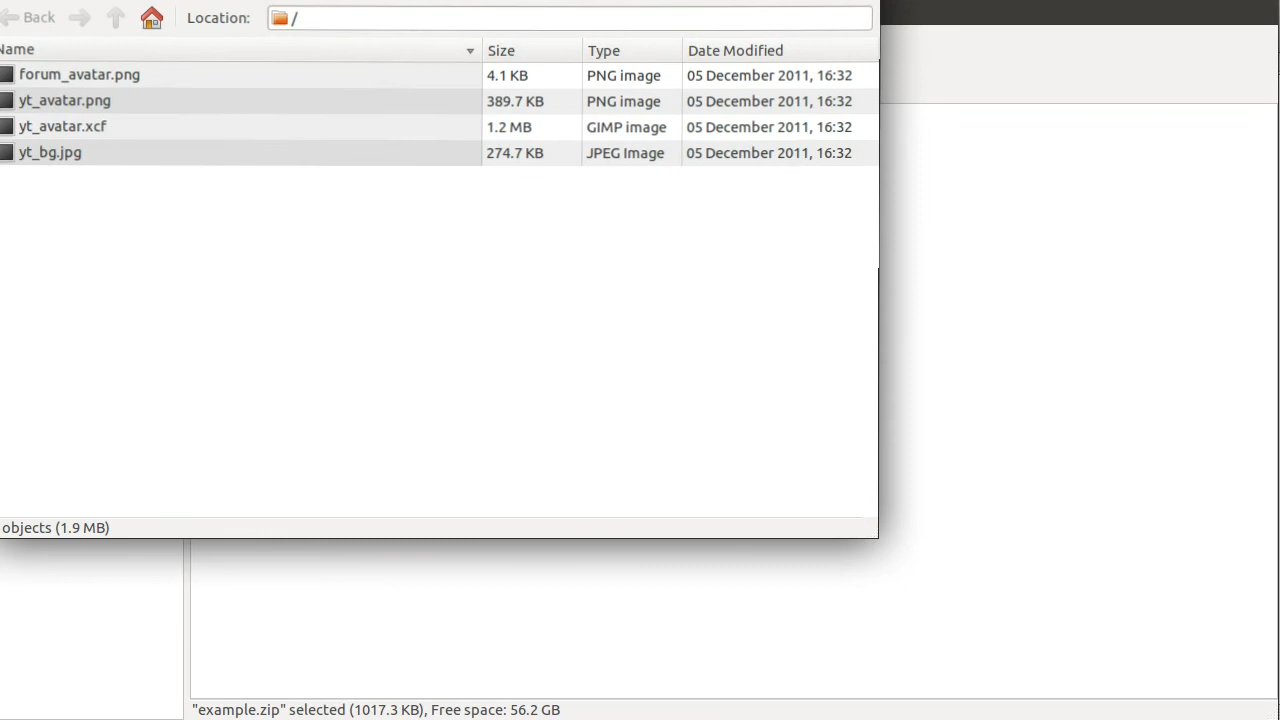 Back Location: /
Name Size Type Date Modified
forum_avatar.png 4.1 KB PNG image 05 December 2011, 16:32
yt_avatar.png 389.7 KB PNG image 05 December 2011, 16:32
yt_avatar.xcf 1.2 MB GIMP image 05 December 2011, 16:32
yt_bg.jpg 274.7 KB JPEG Image 05 December 2011, 16:32
objects (1.9 MB)
"example.zip" selected (1017.3 KB), Free space: 56.2 GB